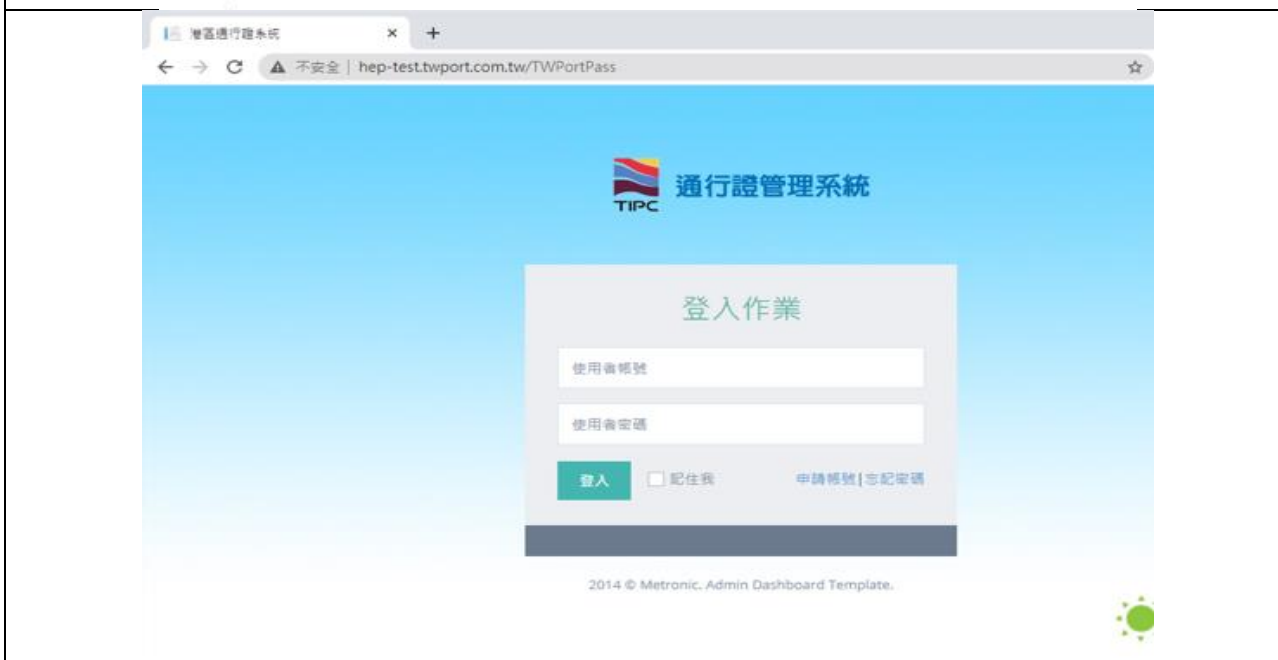 港區通行證系統
不安全 | hep-test.twport.com.tw/TWPortPass
TIPC 通行證管理系統
登入作業
使用者帳號
使用者密碼
登入 記住我 申請帳號|忘記密碼
2014 © Metronic. Admin Dashboard Template.